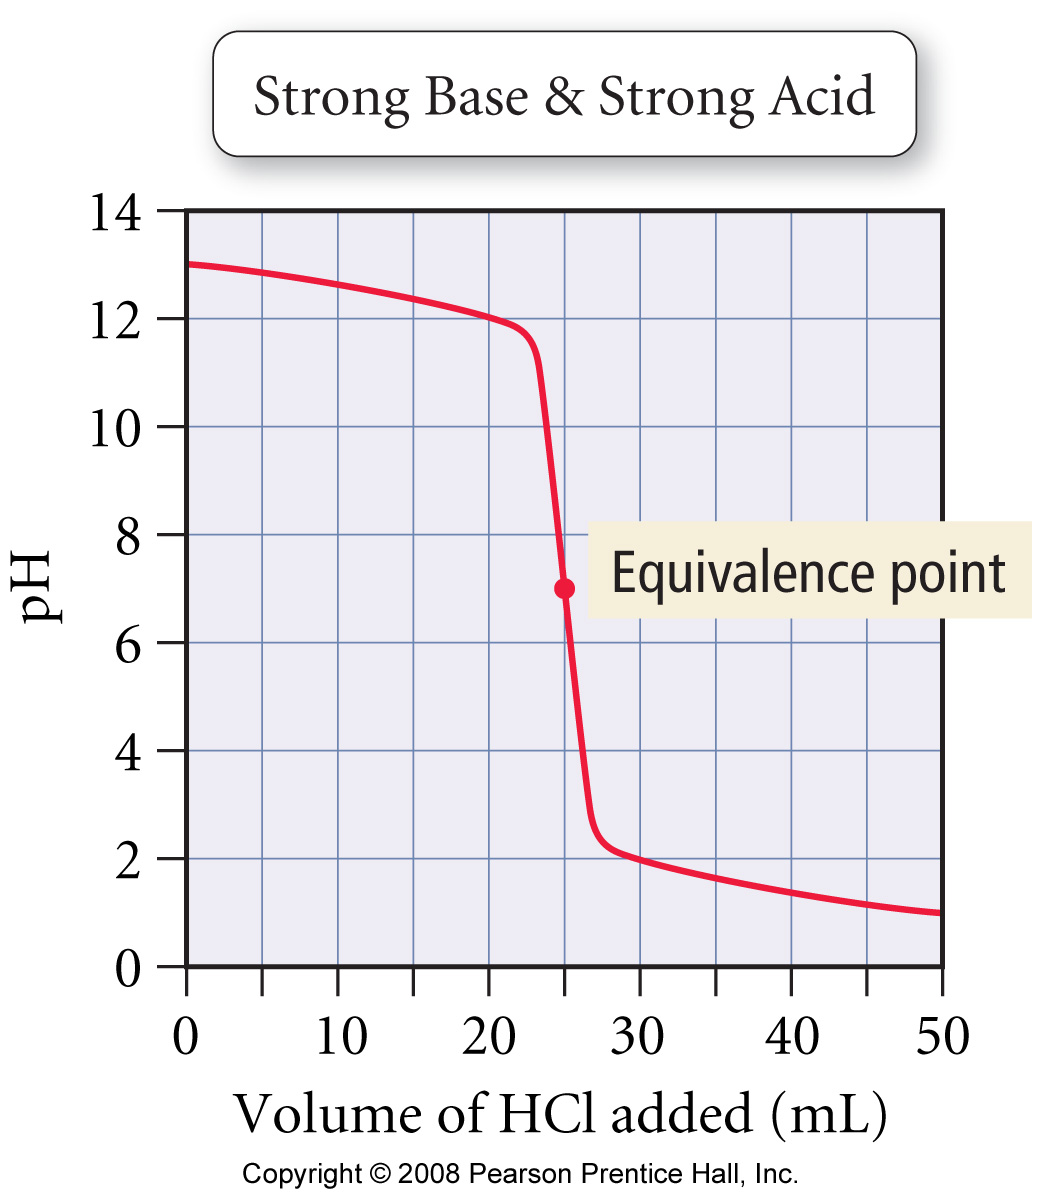 Strong Base & Strong Acid
14
12
10
8
6
4
2
0
pH
Equivalence point
0 10 20 30 40 50
Volume of HCl added (mL)
Copyright © 2008 Pearson Prentice Hall, Inc.